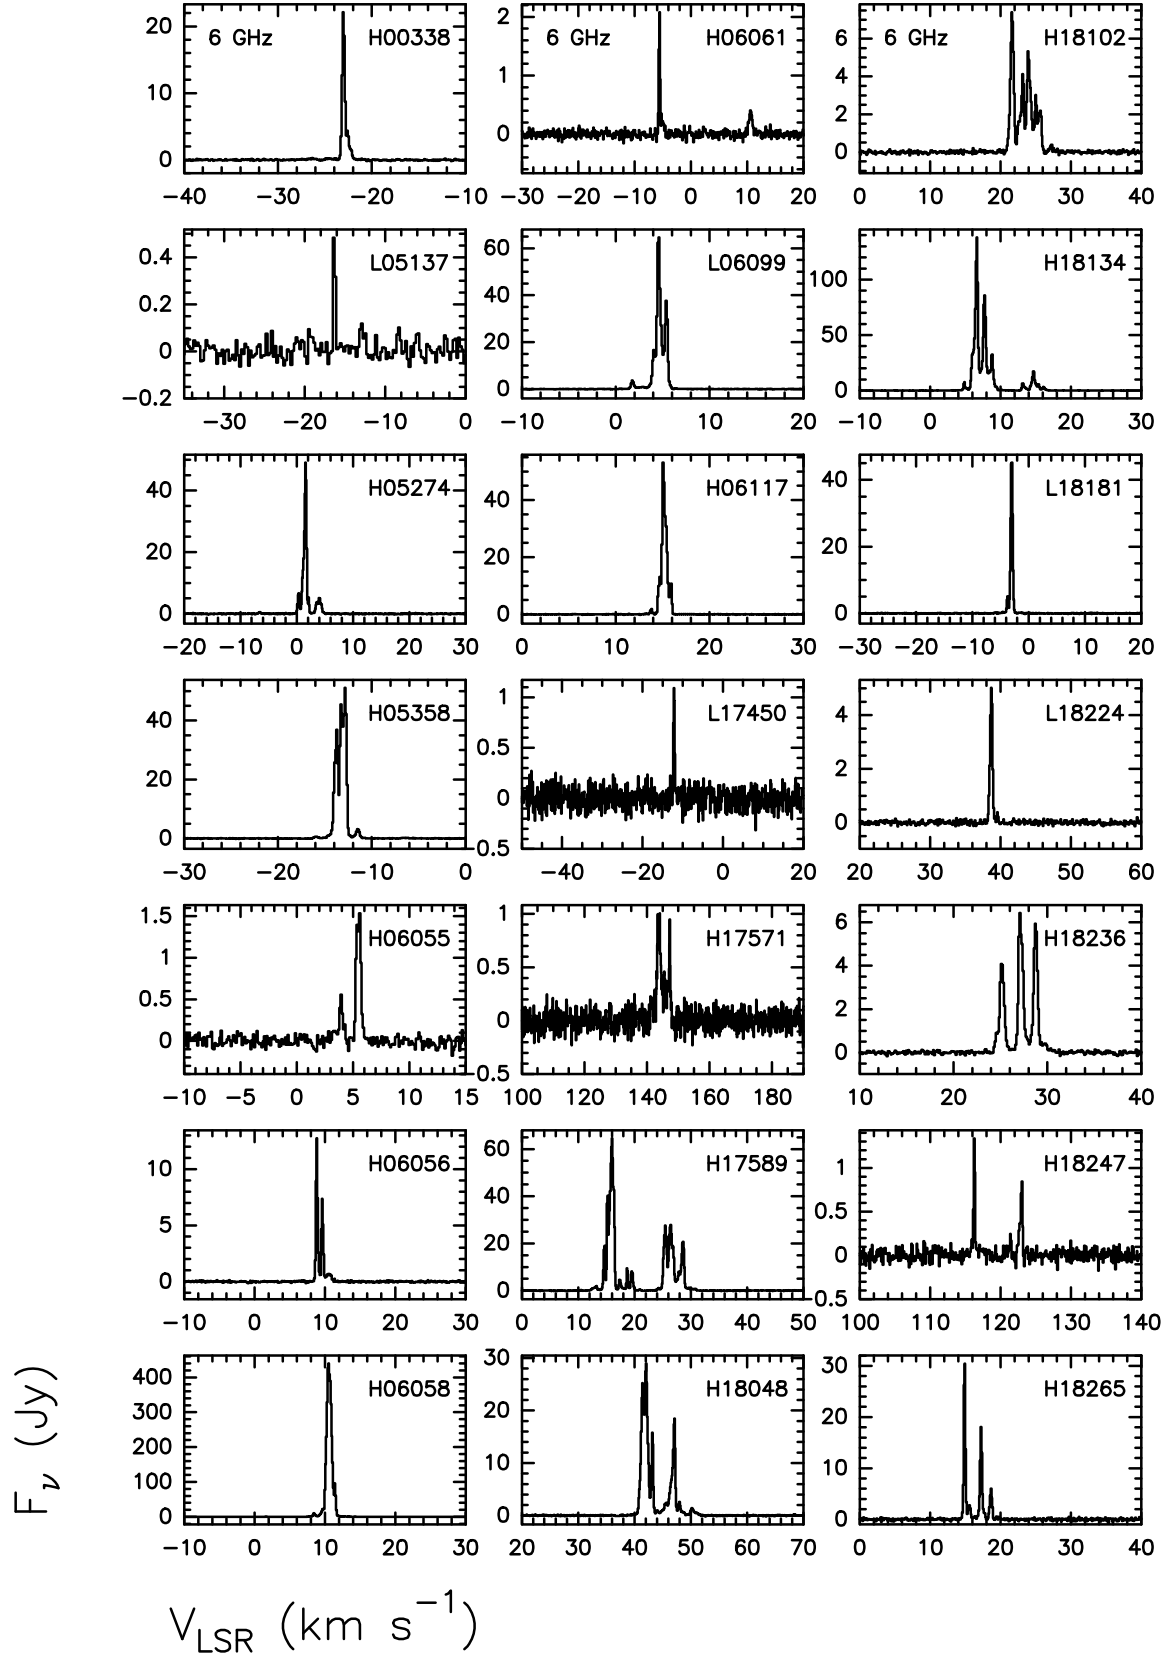 6 GHz H00338
20
10
0
−40 −30 −20 −10
6 GHz H06061
2
1
0
−30 −20 −10 0 10 20
6 GHz H18102
6
4
2
0
0 10 20 30 40
L05137
0.4
0.2
0
−0.2
−30 −20 −10 0
L06099
60
40
20
0
−10 0 10 20
H18134
100
50
0
−10 0 10 20 30
H05274
40
20
0
−20 −10 0 10 20 30
H06117
40
20
0
0 10 20 30
L18181
40
20
0
−30 −20 −10 0 10 20
H05358
40
20
0
−30 −20 −10 0
L17450
1
0.5
0
−0.5
−40 −20 0 20
L18224
4
2
0
20 30 40 50 60
H06055
1.5
1
0.5
0
−10 −5 0 5 10 15
H17571
1
0.5
0
−0.5
100 120 140 160 180
H18236
6
4
2
0
10 20 30 40
H06056
10
5
0
−10 0 10 20 30
H17589
60
40
20
0
0 10 20 30 40 50
H18247
1
0.5
0
−0.5
100 110 120 130 140
H06058
400
300
200
100
0
−10 0 10 20 30
H18048
30
20
10
0
20 30 40 50 60 70
H18265
30
20
10
0
0 10 20 30 40
F_ν (Jy)
V_LSR (km s⁻¹)